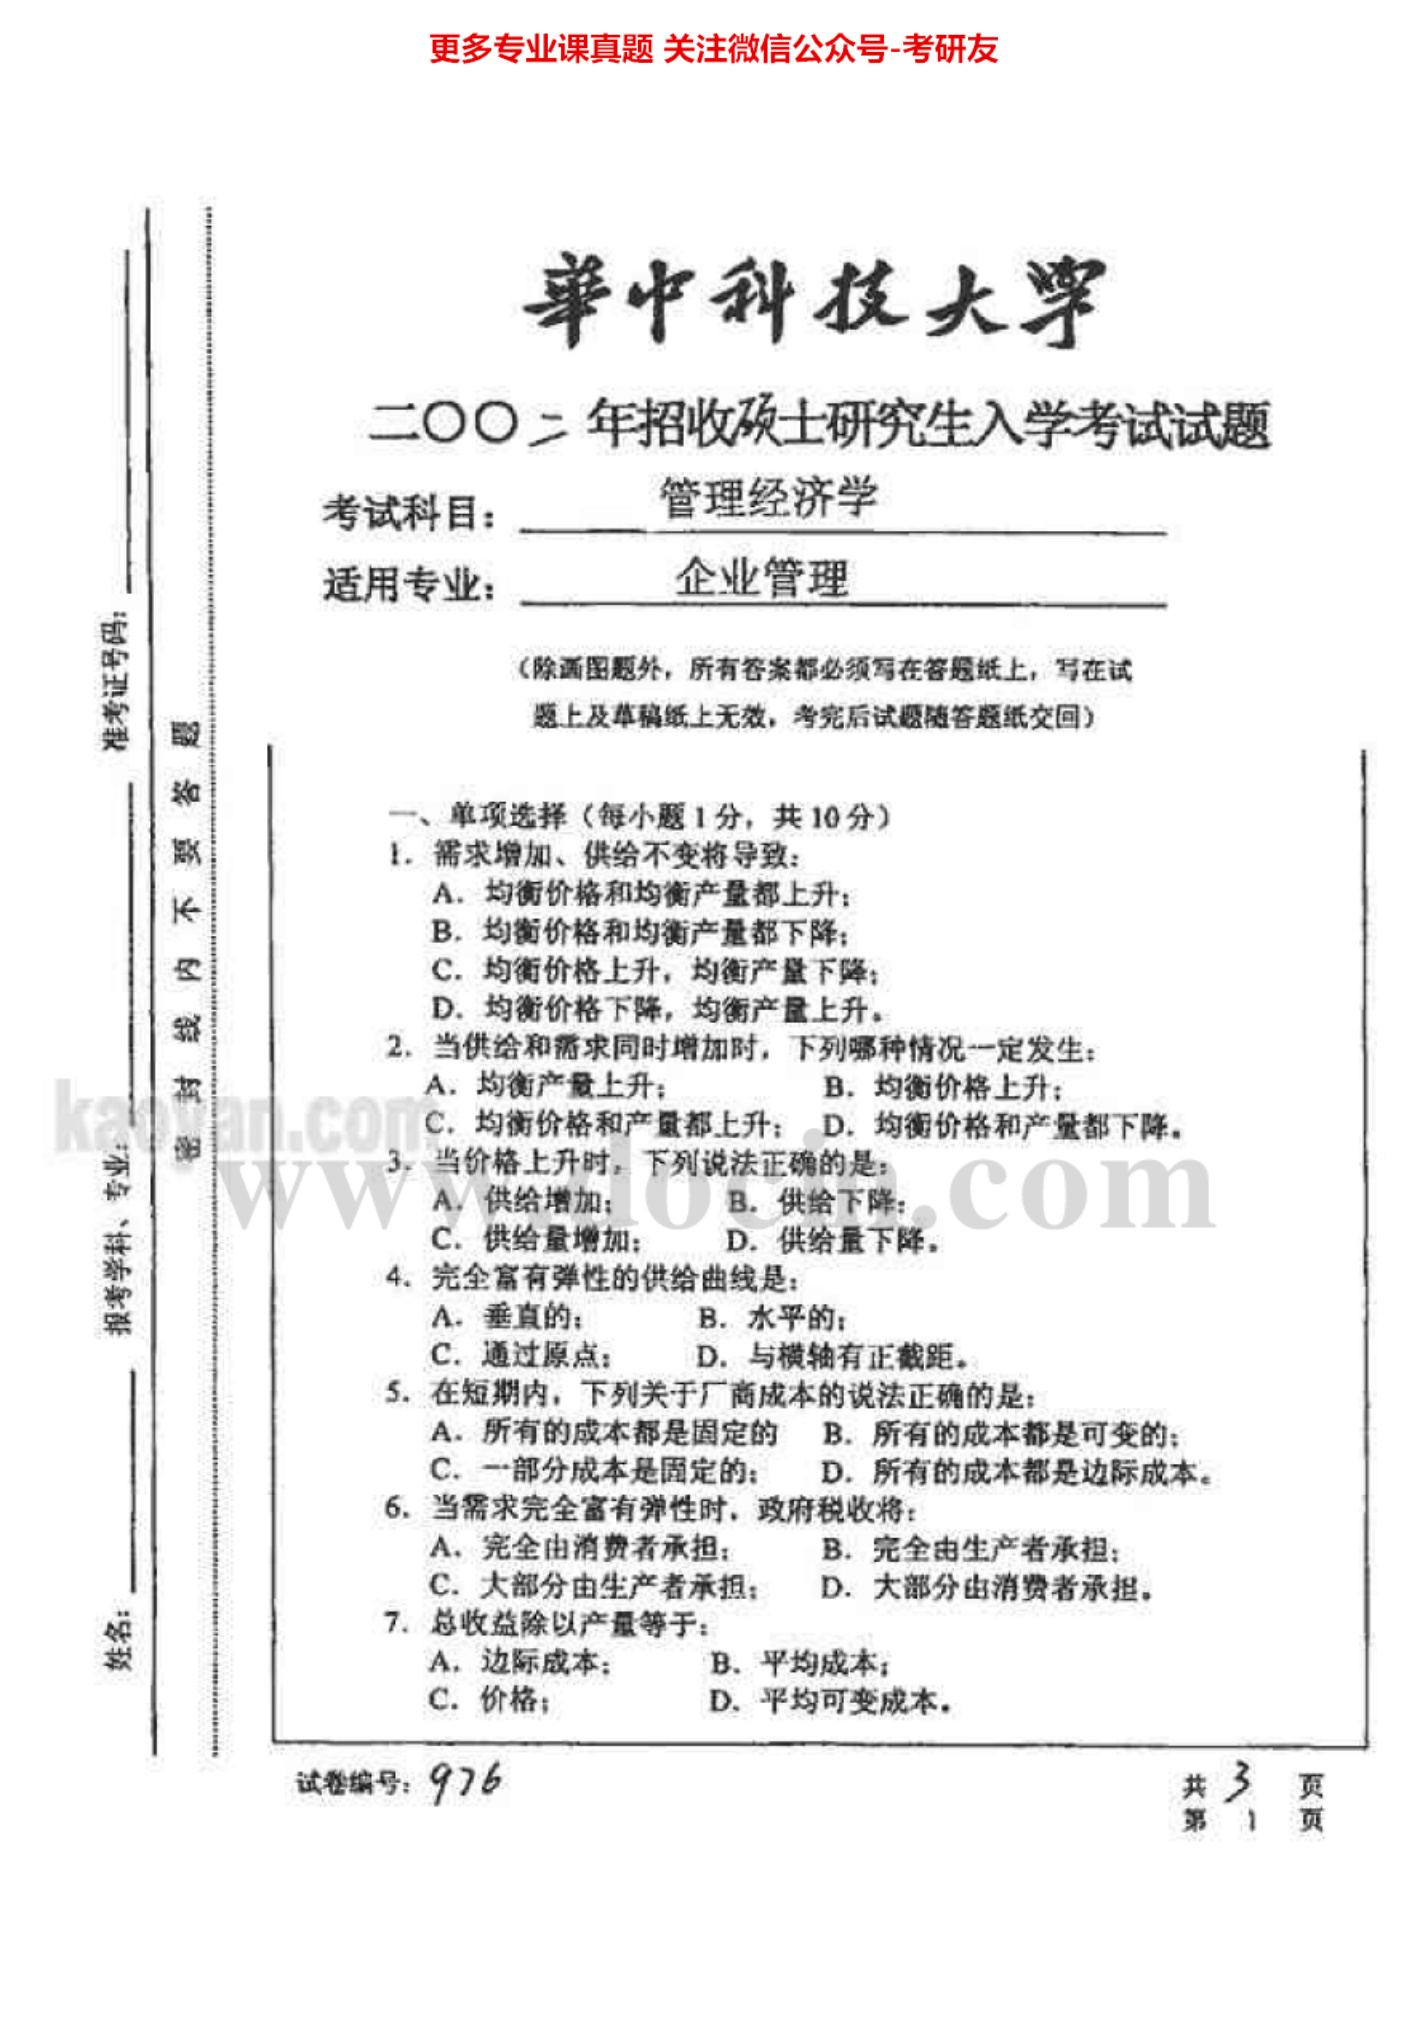 更多专业课真题 关注微信公众号-考研友
華中科技大学
二〇〇二年招收硕士研究生入学考试试题
考试科目：管理经济学
适用专业：企业管理
（除画图题外，所有答案都必须写在答题纸上，写在试
题上及草稿纸上无效，考完后试题随答题纸交回）
准考证号码：
报考学科、专业：
姓名：
密封线内不要答题
一、单项选择（每小题1分，共10分）
1．需求增加、供给不变将导致：
A．均衡价格和均衡产量都上升；
B．均衡价格和均衡产量都下降；
C．均衡价格上升，均衡产量下降；
D．均衡价格下降，均衡产量上升。
2．当供给和需求同时增加时，下列哪种情况一定发生：
A．均衡产量上升； B．均衡价格上升；
C．均衡价格和产量都上升； D．均衡价格和产量都下降。
3．当价格上升时，下列说法正确的是：
A．供给增加； B．供给下降；
C．供给量增加； D．供给量下降。
4．完全富有弹性的供给曲线是：
A．垂直的； B．水平的；
C．通过原点； D．与横轴有正截距。
5．在短期内，下列关于厂商成本的说法正确的是：
A．所有的成本都是固定的 B．所有的成本都是可变的；
C．一部分成本是固定的； D．所有的成本都是边际成本。
6．当需求完全富有弹性时，政府税收将：
A．完全由消费者承担； B．完全由生产者承担；
C．大部分由生产者承担； D．大部分由消费者承担。
7．总收益除以产量等于：
A．边际成本； B．平均成本；
C．价格； D．平均可变成本。
试卷编号：976
共 3 页
第 1 页
kaoyan.com
www.docin.com